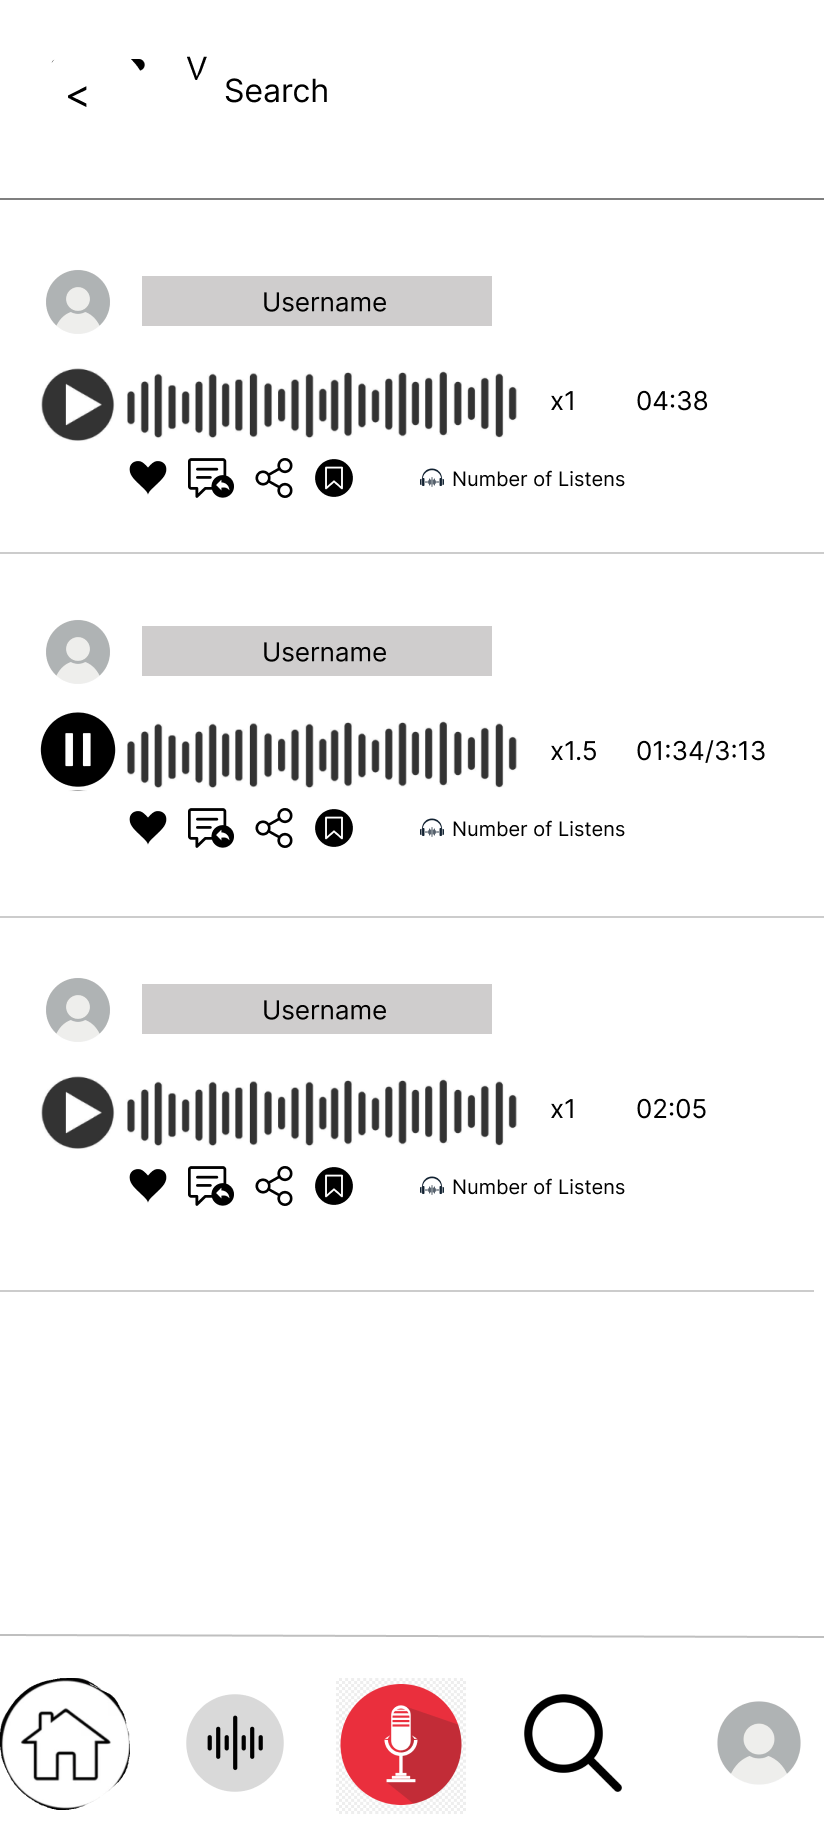 V
< Search
Username
x1 04:38
Number of Listens
Username
x1.5 01:34/3:13
Number of Listens
Username
x1 02:05
Number of Listens